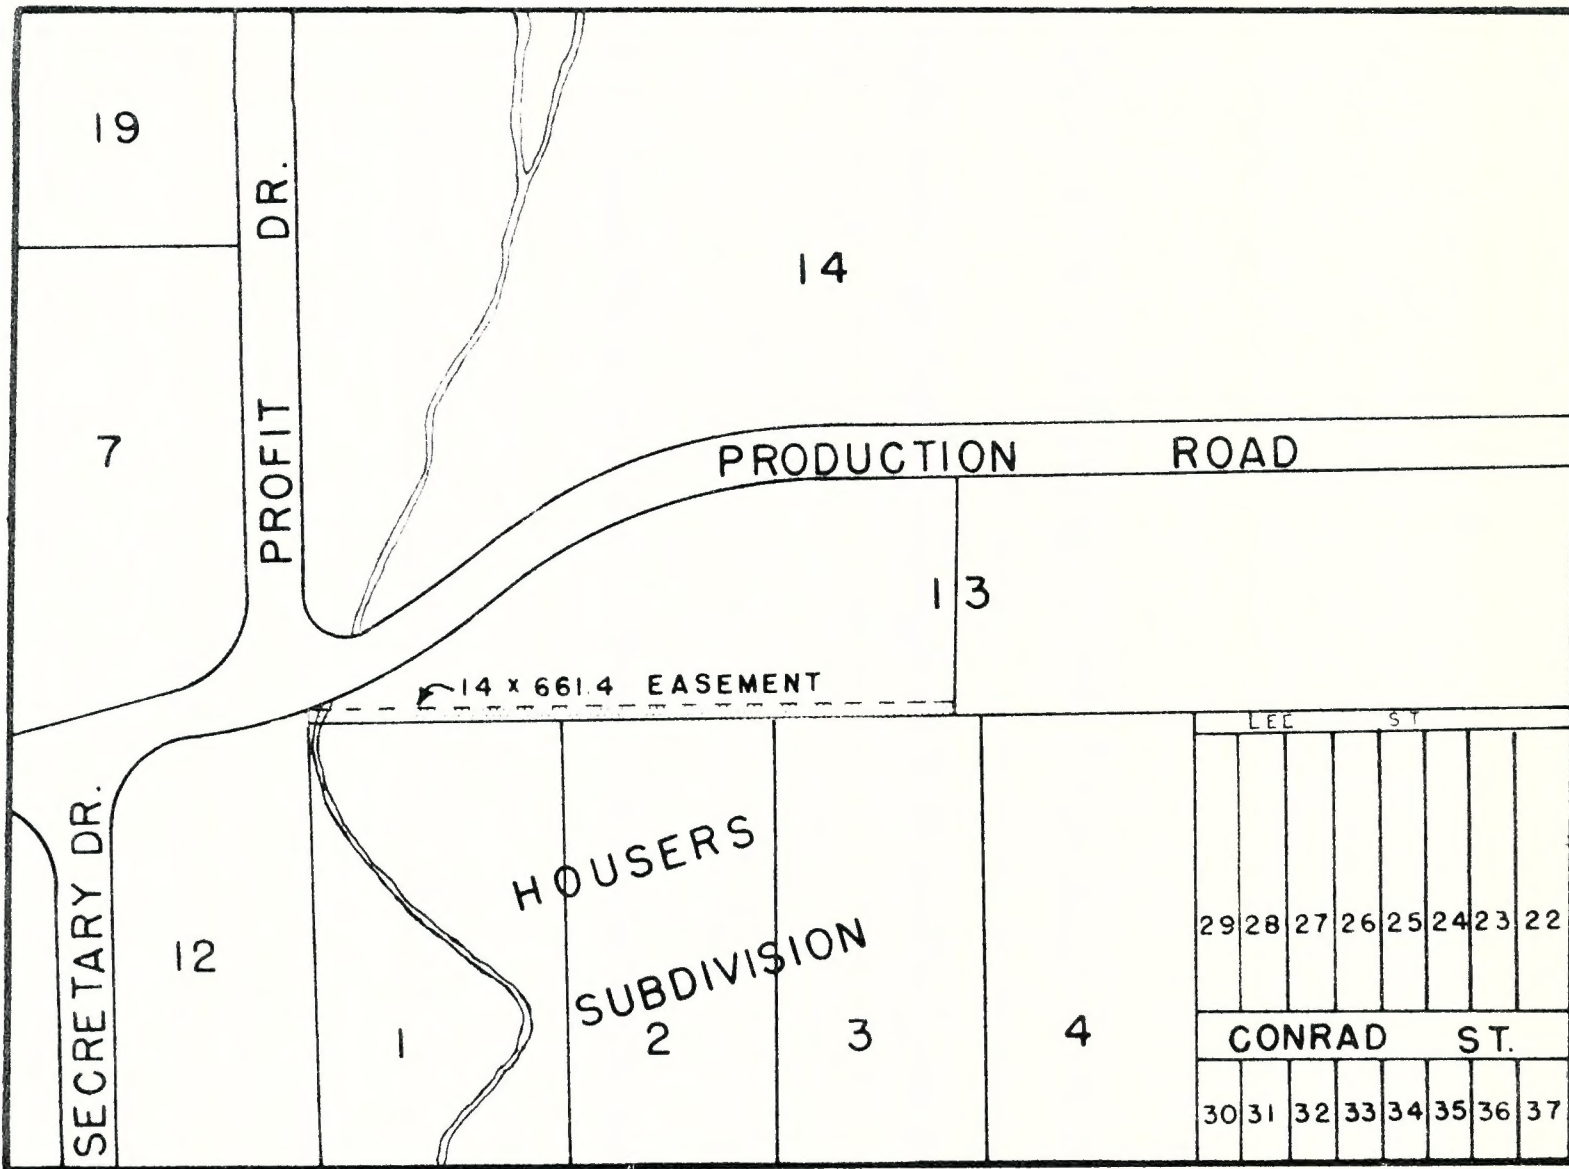 19
DR.
14
7
PROFIT
PRODUCTION ROAD
13
14 x 661.4 EASEMENT
LEE ST
SECRETARY DR.
HOUSERS
SUBDIVISION
29 28 27 26 25 24 23 22
12
1
2
3
4
CONRAD ST.
30 31 32 33 34 35 36 37